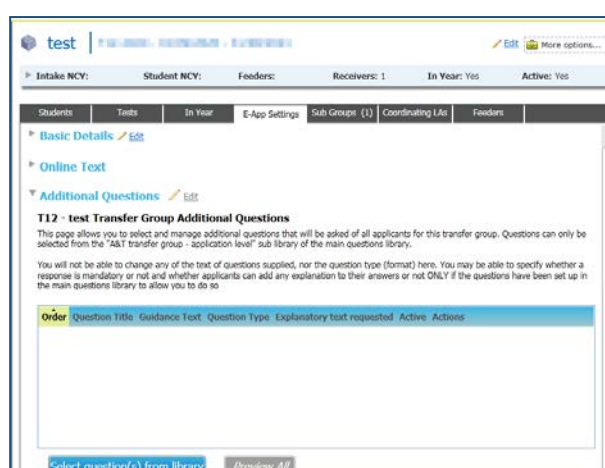 test
Edit More options...
Intake NCY: Student NCY: Feeders: Receivers: 1 In Year: Yes Active: Yes
Students Tests In Year E-App Settings Sub Groups (1) Coordinating LAs Feeders
Basic Details Edit
Online Text
Additional Questions Edit
T12 - test Transfer Group Additional Questions
This page allows you to select and manage additional questions that will be asked of all applicants for this transfer group. Questions can only be
selected from the "A&T transfer group - application level" sub library of the main questions library.
You will not be able to change any of the text of questions supplied, nor the question type (format) here. You may be able to specify whether a
response is mandatory or not and whether applicants can add any explanation to their answers or not ONLY if the questions have been set up in
the main questions library to allow you to do so
Order Question Title Guidance Text Question Type Explanatory text requested Active Actions
Select question(s) from library Preview All